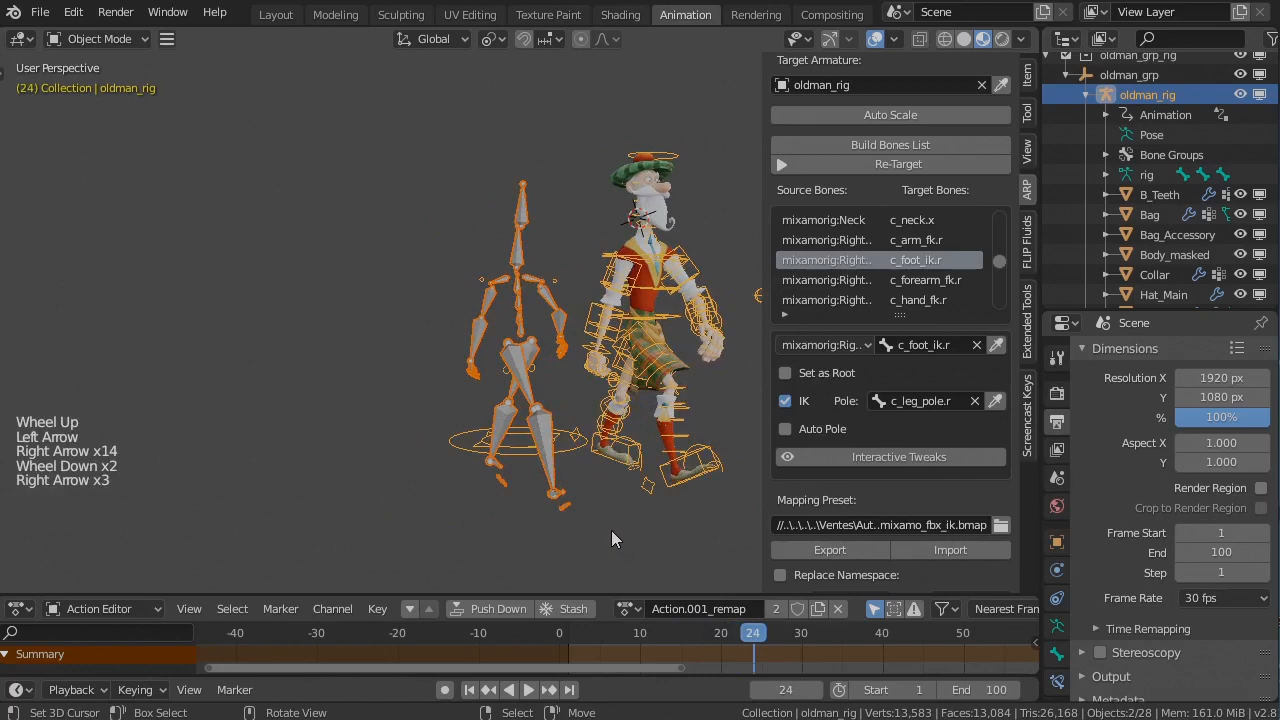 File Edit Render Window Help
Layout Modeling Sculpting UV Editing Texture Paint Shading Animation Rendering Compositing
Scene
View Layer
Object Mode
Global
User Perspective
(24) Collection | oldman_rig
Wheel Up
Left Arrow
Right Arrow x14
Wheel Down x2
Right Arrow x3
Target Armature:
oldman_rig
Auto Scale
Build Bones List
Re-Target
Source Bones: Target Bones:
mixamorig:Neck c_neck.x
mixamorig:Right.. c_arm_fk.r
mixamorig:Right.. c_foot_ik.r
mixamorig:Right.. c_forearm_fk.r
mixamorig:Right.. c_hand_fk.r
mixamorig:Rig.. c_foot_ik.r
Set as Root
IK Pole: c_leg_pole.r
Auto Pole
Interactive Tweaks
Mapping Preset:
//..\..\..\..\Ventes\Aut..mixamo_fbx_ik.bmap
Export Import
Replace Namespace:
Item
Tool
View
ARP
FLIP Fluids
Extended Tools
Screencast Keys
oldman_grp_rig
oldman_grp
oldman_rig
Animation
Pose
Bone Groups
rig
B_Teeth
Bag
Bag_Accessory
Body_masked
Collar
Hat_Main
Scene
Dimensions
Resolution X 1920 px
Y 1080 px
% 100%
Aspect X 1.000
Y 1.000
Render Region
Crop to Render Region
Frame Start 1
End 100
Step 1
Frame Rate 30 fps
Time Remapping
Stereoscopy
Output
Metadata
Action Editor View Select Marker Channel Key Push Down Stash Action.001_remap 2 Nearest Fram
-40 -30 -20 -10 0 10 20 24 30 40 50
Summary
Playback Keying View Marker 24 Start 1 End 100
Set 3D Cursor Box Select Rotate View Select Move Collection | oldman_rig | Verts:13,583 | Faces:13,084 | Tris:26,168 | Objects:2/28 | Mem: 161.0 MiB | v2.8